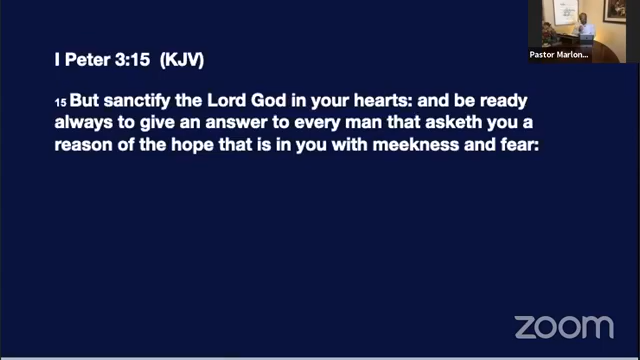 I Peter 3:15 (KJV)
15 But sanctify the Lord God in your hearts: and be ready
always to give an answer to every man that asketh you a
reason of the hope that is in you with meekness and fear:
Pastor Marlon...
zoom